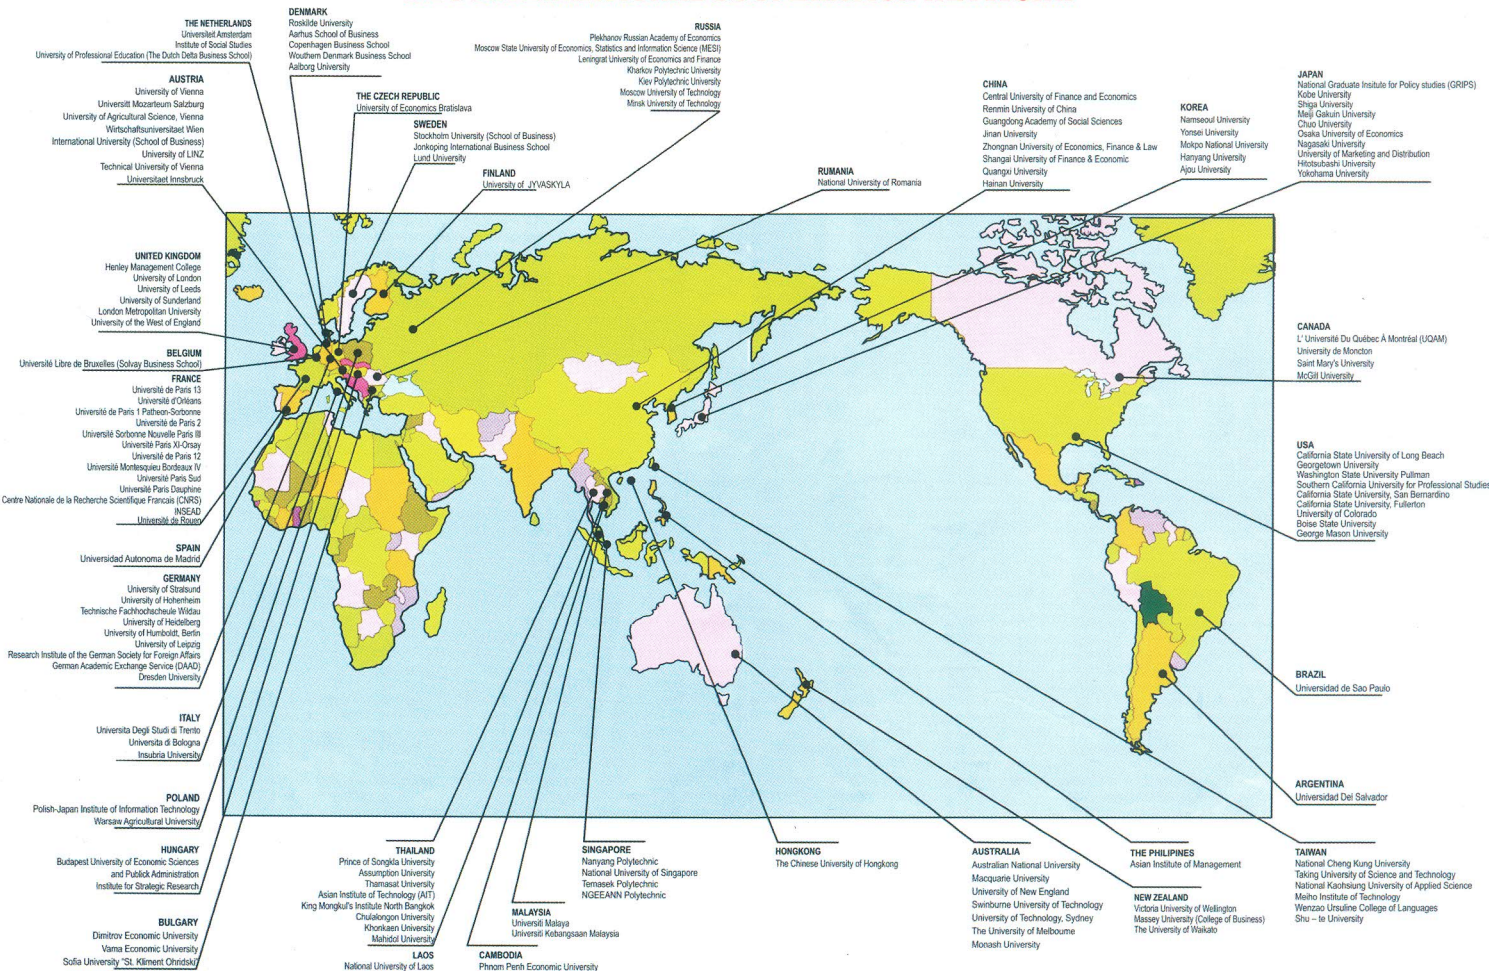 THE NETHERLANDS
Universiteit Amsterdam
Institute of Social Studies
University of Professional Education (The Dutch Delta Business School)
DENMARK
Roskilde University
Aarhus School of Business
Copenhagen Business School
Wouthern Denmark Business School
Aalborg University
RUSSIA
Plekhanov Russian Academy of Economics
Moscow State University of Economics, Statistics and Information Science (MESI)
Leningrat University of Economics and Finance
Kharkov Polytechnic University
Kiev Polytechnic University
Moscow University of Technology
Minsk University of Technology
AUSTRIA
University of Vienna
Universitt Mozarteum Salzburg
University of Agricultural Science, Vienna
Wirtschaftsuniversitaet Wien
International University (School of Business)
University of LINZ
Technical University of Vienna
Universitaet Innsbruck
THE CZECH REPUBLIC
University of Economics Bratislava
SWEDEN
Stockholm University (School of Business)
Jonkoping International Business School
Lund University
FINLAND
University of JYVASKYLA
RUMANIA
National University of Romania
CHINA
Central University of Finance and Economics
Renmin University of China
Guangdong Academy of Social Sciences
Jinan University
Zhongnan University of Economics, Finance & Law
Shangai University of Finance & Economic
Quangxi University
Hainan University
KOREA
Namseoul University
Yonsei University
Mokpo National University
Hanyang University
Ajou University
JAPAN
National Graduate Insitute for Policy studies (GRIPS)
Kobe University
Shiga University
Meiji Gakuin University
Chuo University
Osaka University of Economics
Nagasaki University
University of Marketing and Distribution
Hitotsubashi University
Yokohama University
UNITED KINGDOM
Henley Management College
University of London
University of Leeds
University of Sunderland
London Metropolitan University
University of the West of England
BELGIUM
Université Libre de Bruxelles (Solvay Business School)
FRANCE
Université de Paris 13
Université d'Orléans
Université de Paris 1 Patheon-Sorbonne
Université de Paris 2
Université Sorbonne Nouvelle Paris III
Université Paris XI-Orsay
Université de Paris 12
Université Montesquieu Bordeaux IV
Université Paris Sud
Université Paris Dauphine
Centre Nationale de la Recherche Scientifique Francais (CNRS)
INSEAD
Université de Rouen
SPAIN
Universidad Autonoma de Madrid
GERMANY
University of Stralsund
University of Hohenheim
Technische Fachhochscheule Wildau
University of Heidelberg
University of Humboldt, Berlin
University of Leipzig
Research Institute of the German Society for Foreign Affairs
German Academic Exchange Service (DAAD)
Dresden University
ITALY
Universita Degli Studi di Trento
Universita di Bologna
Insubria University
POLAND
Polish-Japan Institute of Information Technology
Warsaw Agricultural University
HUNGARY
Budapest University of Economic Sciences
and Publick Administration
Institute for Strategic Research
BULGARY
Dimitrov Economic University
Varna Economic University
Sofia University "St. Kliment Ohridski"
CANADA
L' Université Du Québec À Montréal (UQAM)
University de Moncton
Saint Mary's University
McGill University
USA
California State University of Long Beach
Georgetown University
Washington State University Pullman
Southern California University for Professional Studies
California State University, San Bernardino
California State University, Fullerton
University of Colorado
Boise State University
George Mason University
BRAZIL
Universidad de Sao Paulo
ARGENTINA
Universidad Del Salvador
THAILAND
Prince of Songkla University
Assumption University
Thamasat University
Asian Institute of Technology (AIT)
King Mongkul's Institute North Bangkok
Chulalongon University
Khonkaen University
Mahidol University
LAOS
National University of Laos
CAMBODIA
Phnom Penh Economic University
MALAYSIA
Universiti Malaya
Universiti Kebangsaan Malaysia
SINGAPORE
Nanyang Polytechnic
National University of Singapore
Temasek Polytechnic
NGEEANN Polytechnic
HONGKONG
The Chinese University of Hongkong
AUSTRALIA
Australian National University
Macquarie University
University of New England
Swinburne University of Technology
University of Technology, Sydney
The University of Melbourne
Monash University
THE PHILIPINES
Asian Institute of Management
NEW ZEALAND
Victoria University of Wellington
Massey University (College of Business)
The University of Waikato
TAIWAN
National Cheng Kung University
Taking University of Science and Technology
National Kaohsiung University of Applied Science
Meiho Institute of Technology
Wenzao Ursuline College of Languages
Shu – te University